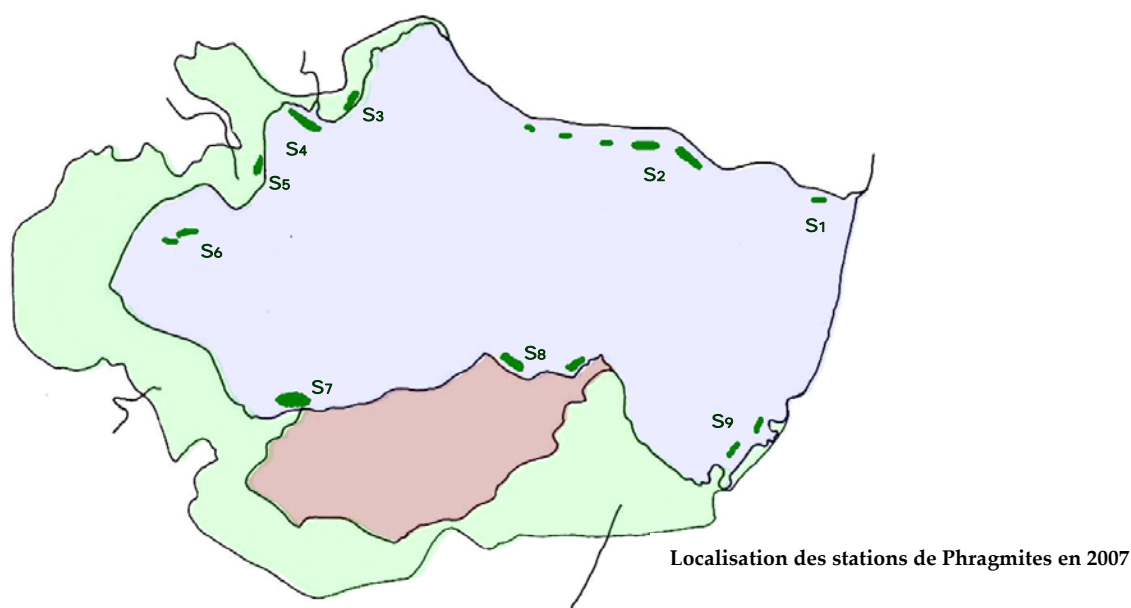 S3
S4
S2
S5
S1
S6
S8
S7
S9
Localisation des stations de Phragmites en 2007